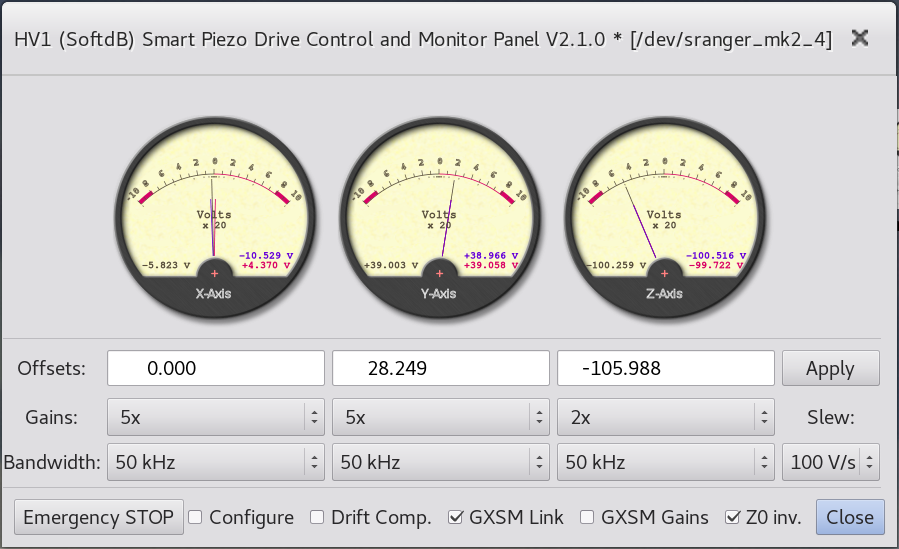 HV1 (SoftdB) Smart Piezo Drive Control and Monitor Panel V2.1.0 * [/dev/sranger_mk2_4]
10 8 6 4 2 0 2 4 6 8 10
Volts
x 20
-10.529 V
-5.823 V +4.370 V
X-Axis
10 8 6 4 2 0 2 4 6 8 10
Volts
x 20
+38.966 V
+39.003 V +39.058 V
Y-Axis
10 8 6 4 2 0 2 4 6 8 10
Volts
x 20
-100.516 V
-100.259 V -99.722 V
Z-Axis
Offsets: 0.000 28.249 -105.988 Apply
Gains: 5x 5x 2x Slew:
Bandwidth: 50 kHz 50 kHz 50 kHz 100 V/s
Emergency STOP Configure Drift Comp. GXSM Link GXSM Gains Z0 inv. Close